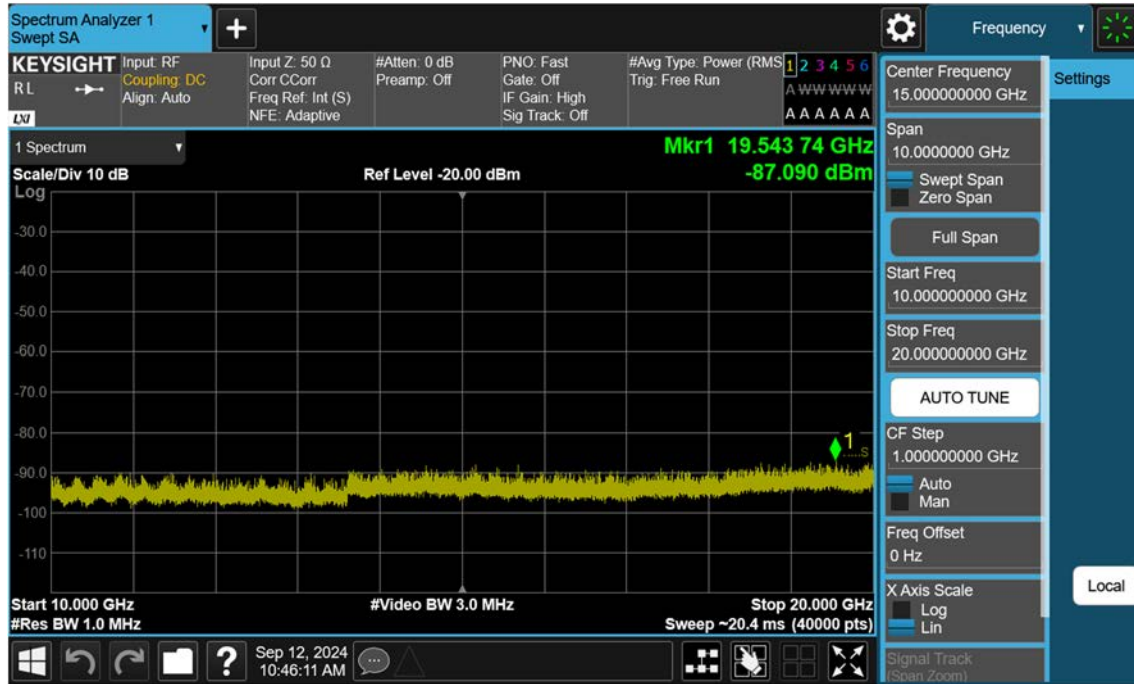 Spectrum Analyzer 1
Swept SA
Frequency
KEYSIGHT
RL
LXI
Input: RF
Coupling: DC
Align: Auto
Input Z: 50 Ω
Corr CCorr
Freq Ref: Int (S)
NFE: Adaptive
#Atten: 0 dB
Preamp: Off
PNO: Fast
Gate: Off
IF Gain: High
Sig Track: Off
#Avg Type: Power (RMS
Trig: Free Run
1 2 3 4 5 6
A W W W W W
A A A A A A
1 Spectrum
Scale/Div 10 dB
Ref Level -20.00 dBm
Mkr1 19.543 74 GHz
-87.090 dBm
Log
-30.0
-40.0
-50.0
-60.0
-70.0
-80.0
-90.0
-100
-110
1
S
Start 10.000 GHz
#Video BW 3.0 MHz
Stop 20.000 GHz
#Res BW 1.0 MHz
Sweep ~20.4 ms (40000 pts)
Center Frequency
15.000000000 GHz
Span
10.0000000 GHz
Swept Span
Zero Span
Full Span
Start Freq
10.000000000 GHz
Stop Freq
20.000000000 GHz
AUTO TUNE
CF Step
1.000000000 GHz
Auto
Man
Freq Offset
0 Hz
X Axis Scale
Log
Lin
Signal Track
(Span Zoom)
Settings
Local
?
Sep 12, 2024
10:46:11 AM